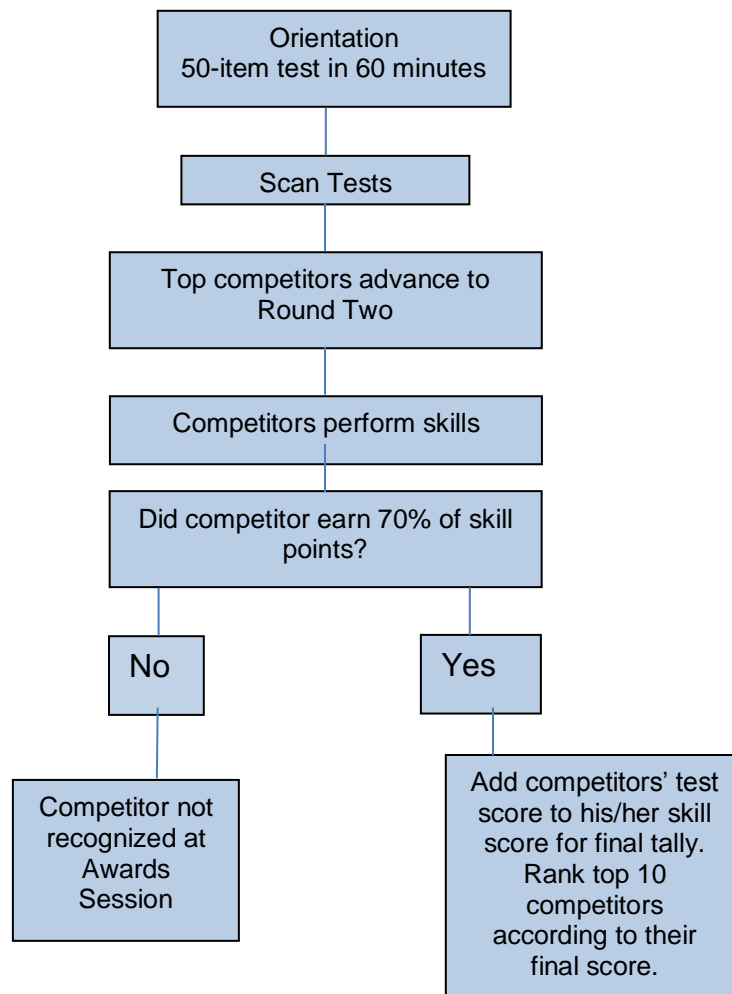 Orientation
50-item test in 60 minutes
Scan Tests
Top competitors advance to
Round Two
Competitors perform skills
Did competitor earn 70% of skill
points?
No
Yes
Competitor not
recognized at
Awards
Session
Add competitors’ test
score to his/her skill
score for final tally.
Rank top 10
competitors
according to their
final score.